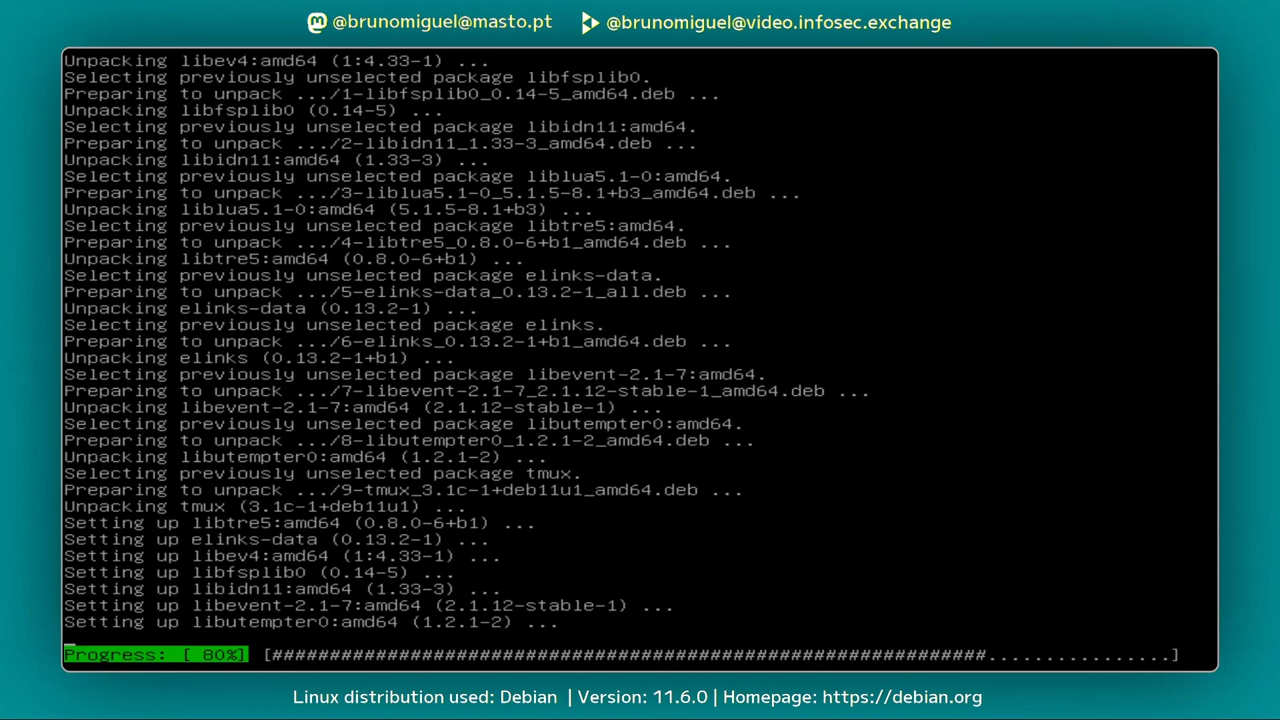 @brunomiguel@masto.pt @brunomiguel@video.infosec.exchange
Unpacking libev4:amd64 (1:4.33-1) ...
Selecting previously unselected package libfsplib0.
Preparing to unpack .../1-libfsplib0_0.14-5_amd64.deb ...
Unpacking libfsplib0 (0.14-5) ...
Selecting previously unselected package libidn11:amd64.
Preparing to unpack .../2-libidn11_1.33-3_amd64.deb ...
Unpacking libidn11:amd64 (1.33-3) ...
Selecting previously unselected package liblua5.1-0:amd64.
Preparing to unpack .../3-liblua5.1-0_5.1.5-8.1+b3_amd64.deb ...
Unpacking liblua5.1-0:amd64 (5.1.5-8.1+b3) ...
Selecting previously unselected package libtre5:amd64.
Preparing to unpack .../4-libtre5_0.8.0-6+b1_amd64.deb ...
Unpacking libtre5:amd64 (0.8.0-6+b1) ...
Selecting previously unselected package elinks-data.
Preparing to unpack .../5-elinks-data_0.13.2-1_all.deb ...
Unpacking elinks-data (0.13.2-1) ...
Selecting previously unselected package elinks.
Preparing to unpack .../6-elinks_0.13.2-1+b1_amd64.deb ...
Unpacking elinks (0.13.2-1+b1) ...
Selecting previously unselected package libevent-2.1-7:amd64.
Preparing to unpack .../7-libevent-2.1-7_2.1.12-stable-1_amd64.deb ...
Unpacking libevent-2.1-7:amd64 (2.1.12-stable-1) ...
Selecting previously unselected package libutempter0:amd64.
Preparing to unpack .../8-libutempter0_1.2.1-2_amd64.deb ...
Unpacking libutempter0:amd64 (1.2.1-2) ...
Selecting previously unselected package tmux.
Preparing to unpack .../9-tmux_3.1c-1+deb11u1_amd64.deb ...
Unpacking tmux (3.1c-1+deb11u1) ...
Setting up libtre5:amd64 (0.8.0-6+b1) ...
Setting up elinks-data (0.13.2-1) ...
Setting up libev4:amd64 (1:4.33-1) ...
Setting up libfsplib0 (0.14-5) ...
Setting up libidn11:amd64 (1.33-3) ...
Setting up libevent-2.1-7:amd64 (2.1.12-stable-1) ...
Setting up libutempter0:amd64 (1.2.1-2) ...
Progress: [ 80%] [##############################################################................]
Linux distribution used: Debian | Version: 11.6.0 | Homepage: https://debian.org